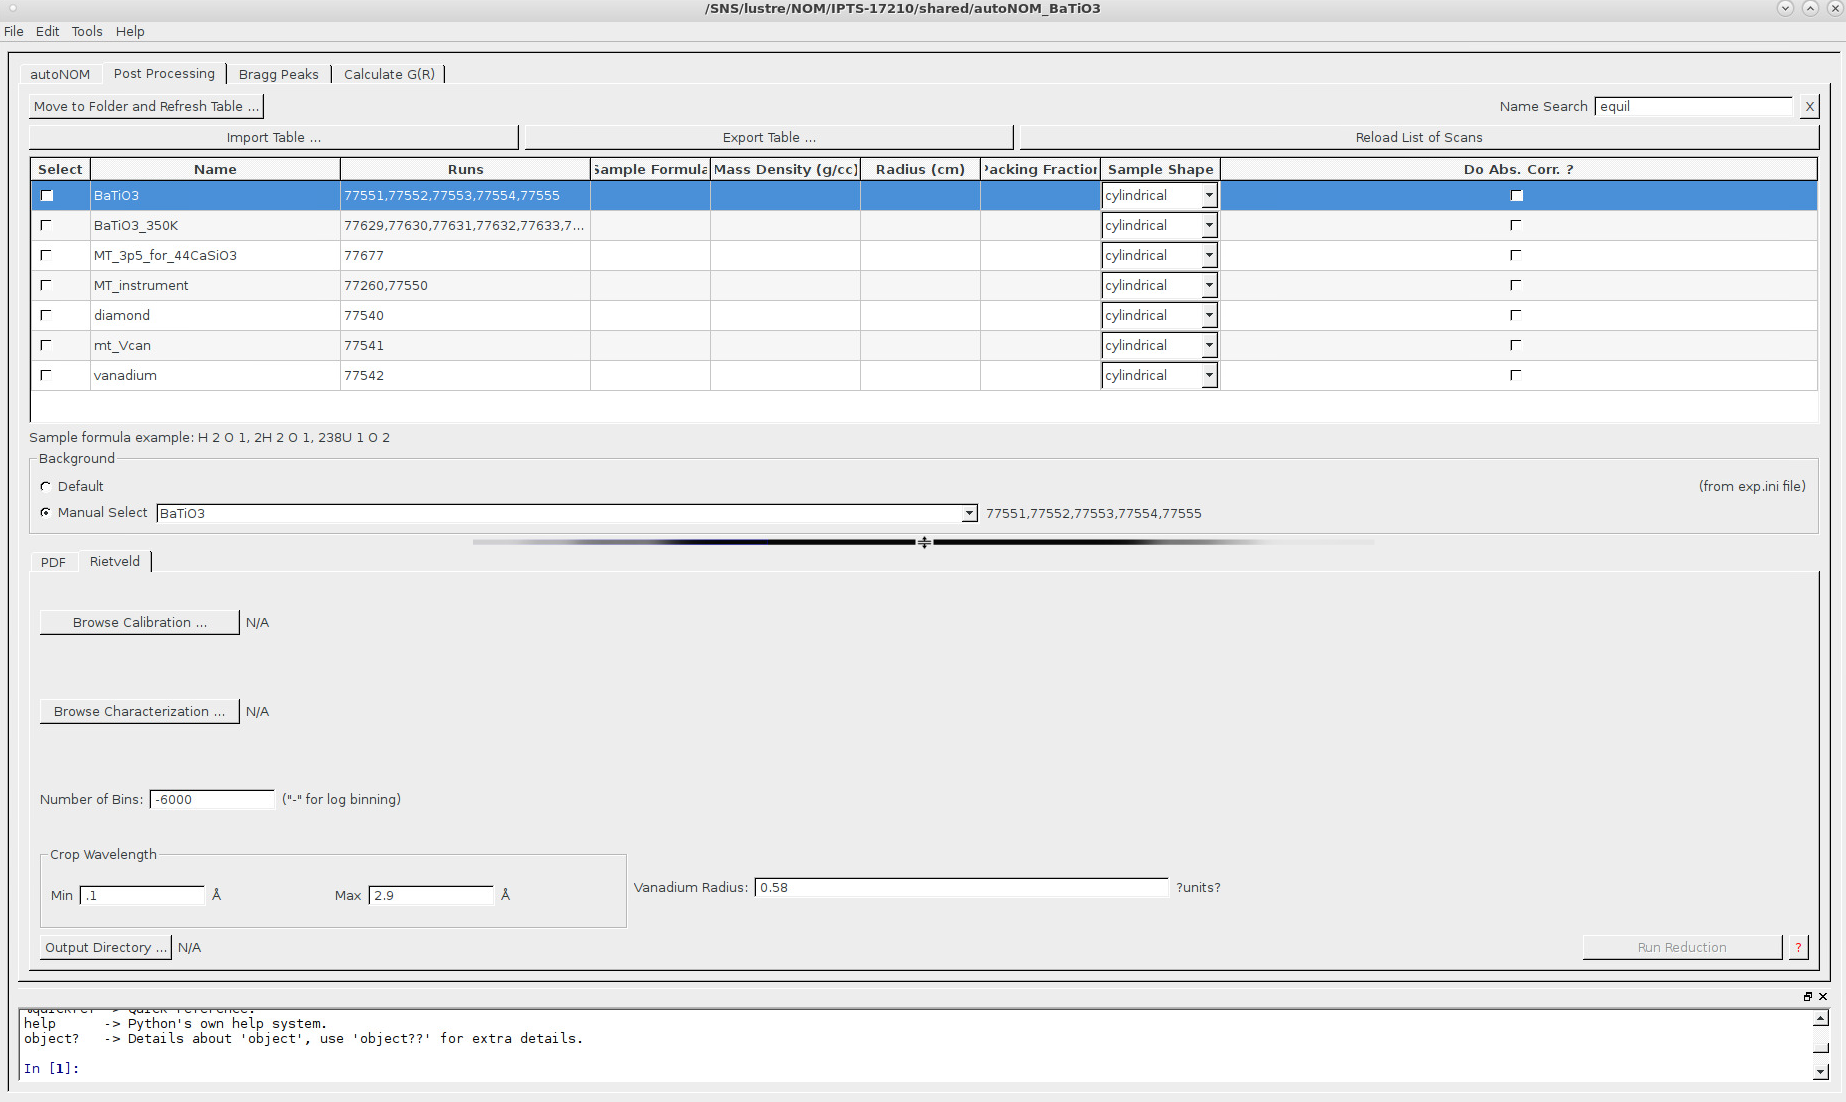 /SNS/lustre/NOM/IPTS-17210/shared/autoNOM_BaTiO3
File Edit Tools Help
autoNOM Post Processing Bragg Peaks Calculate G(R)
Move to Folder and Refresh Table ... Name Search equil X
Import Table ... Export Table ... Reload List of Scans
Select Name Runs Sample Formula Mass Density (g/cc) Radius (cm) Packing Fraction Sample Shape Do Abs. Corr. ?
BaTiO3 77551,77552,77553,77554,77555 cylindrical
BaTiO3_350K 77629,77630,77631,77632,77633,7... cylindrical
MT_3p5_for_44CaSiO3 77677 cylindrical
MT_instrument 77260,77550 cylindrical
diamond 77540 cylindrical
mt_Vcan 77541 cylindrical
vanadium 77542 cylindrical
Sample formula example: H 2 O 1, 2H 2 O 1, 238U 1 O 2
Background
Default (from exp.ini file)
Manual Select BaTiO3 77551,77552,77553,77554,77555
PDF Rietveld
Browse Calibration ... N/A
Browse Characterization ... N/A
Number of Bins: -6000 ("-" for log binning)
Crop Wavelength
Min .1 Å Max 2.9 Å Vanadium Radius: 0.58 ?units?
Output Directory ... N/A Run Reduction ?
%quickref -> Quick reference.
help -> Python's own help system.
object? -> Details about 'object', use 'object??' for extra details.
In [1]: